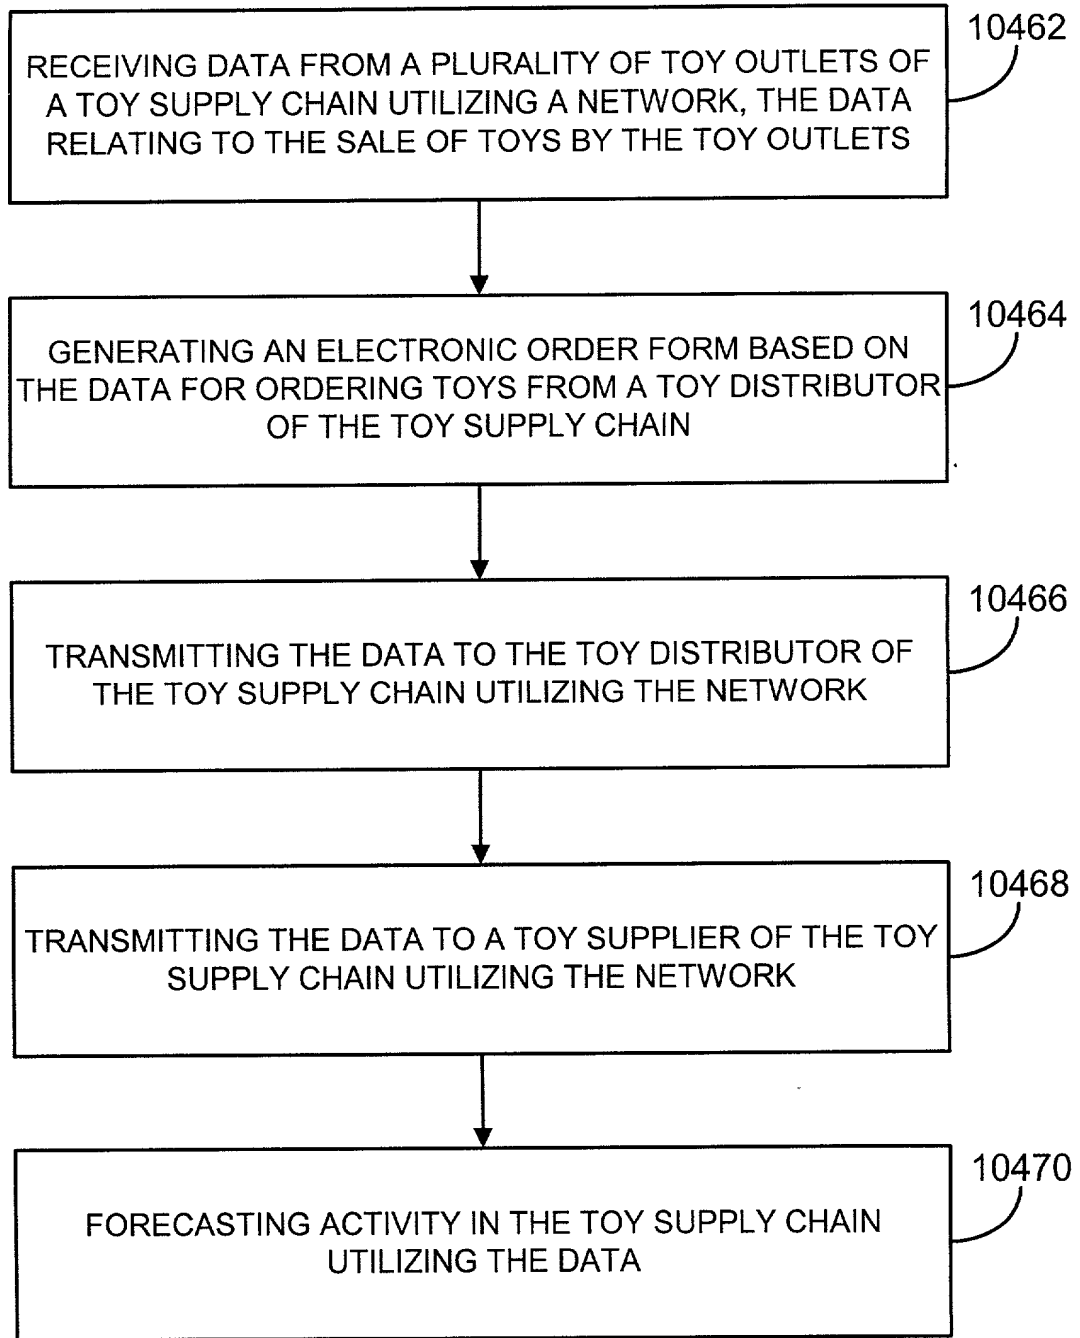 10462
RECEIVING DATA FROM A PLURALITY OF TOY OUTLETS OF
A TOY SUPPLY CHAIN UTILIZING A NETWORK, THE DATA
RELATING TO THE SALE OF TOYS BY THE TOY OUTLETS
10464
GENERATING AN ELECTRONIC ORDER FORM BASED ON
THE DATA FOR ORDERING TOYS FROM A TOY DISTRIBUTOR
OF THE TOY SUPPLY CHAIN
10466
TRANSMITTING THE DATA TO THE TOY DISTRIBUTOR OF
THE TOY SUPPLY CHAIN UTILIZING THE NETWORK
10468
TRANSMITTING THE DATA TO A TOY SUPPLIER OF THE TOY
SUPPLY CHAIN UTILIZING THE NETWORK
10470
FORECASTING ACTIVITY IN THE TOY SUPPLY CHAIN
UTILIZING THE DATA